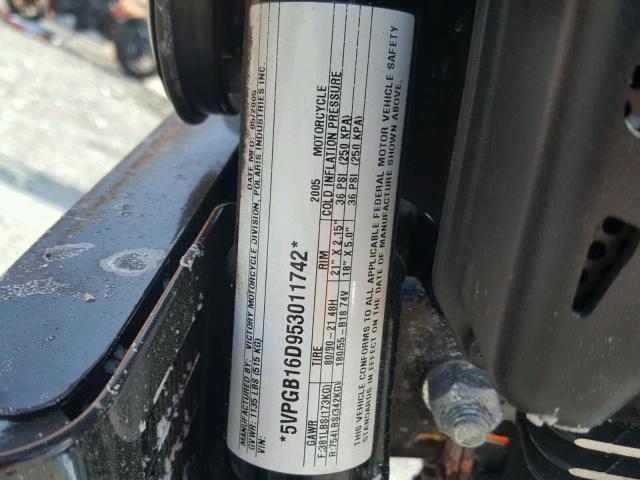 MANUFACTURED BY: VICTORY MOTORCYCLE DIVISION, POLARIS INDUSTRIES INC.
GVWR: 1135 LBS (515 KG) DATE MFD: 05/2005
VIN:
*5VPGB16D953011742*
2005 MOTORCYCLE
GAWR TIRE RIM COLD INFLATION PRESSURE
F:381LBS(173KG) 80/90-21 48H 21" X 2.15" 36 PSI (250 KPA)
R:754LBS(342KG) 180/55-B18 74V 18" X 5.0" 36 PSI (250 KPA)
THIS VEHICLE CONFORMS TO ALL APPLICABLE FEDERAL MOTOR VEHICLE SAFETY
STANDARDS IN EFFECT ON THE DATE OF MANUFACTURE SHOWN ABOVE.